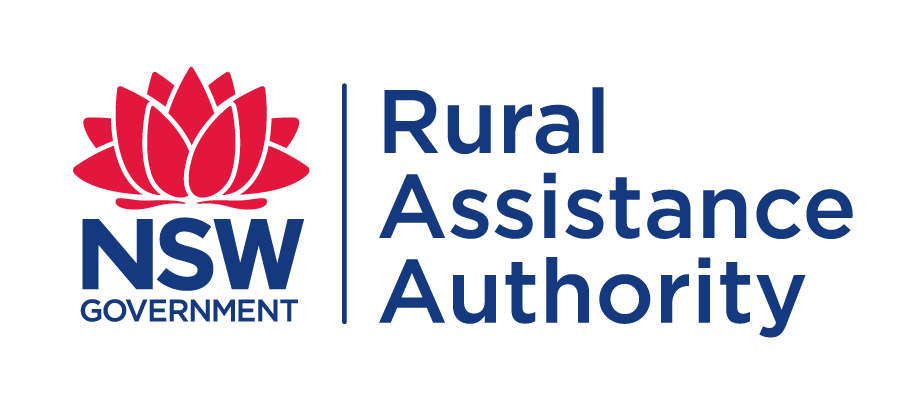 NSW
GOVERNMENT
Rural
Assistance
Authority